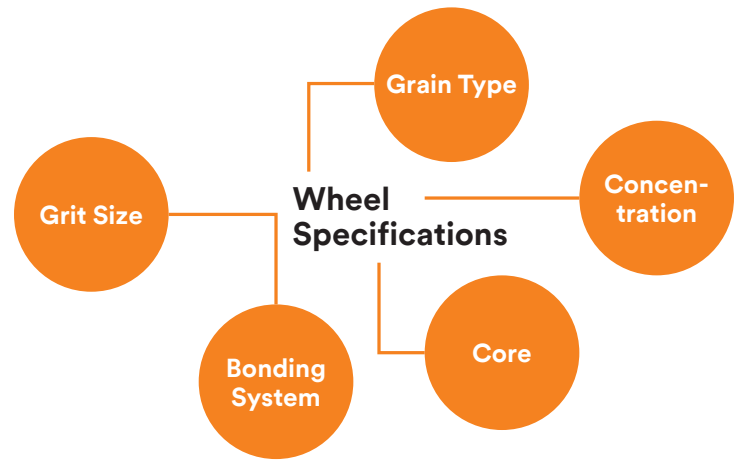 Grain Type
Concen-
tration
Wheel
Specifications
Grit Size
Core
Bonding
System